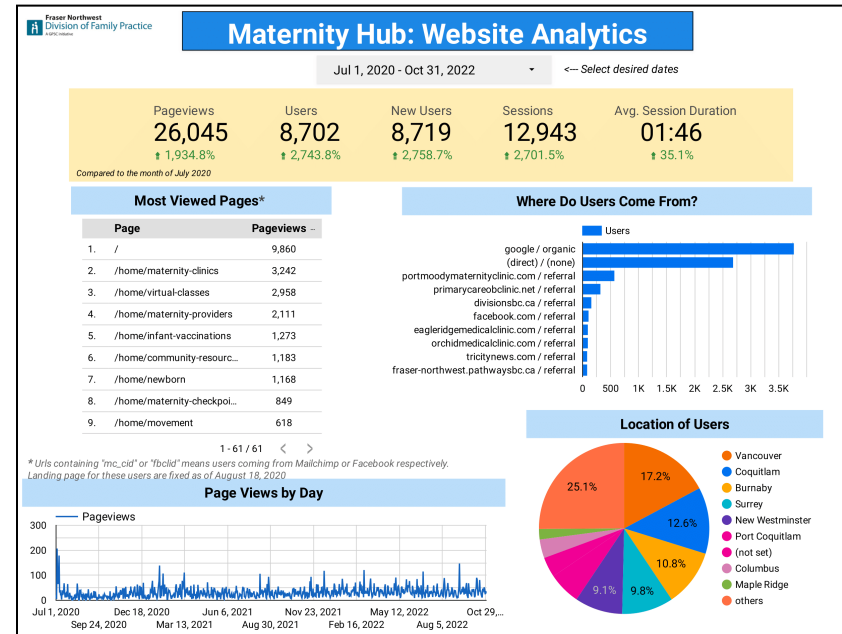 Fraser Northwest
Division of Family Practice
A GPSC initiative
Maternity Hub: Website Analytics
Jul 1, 2020 - Oct 31, 2022
<--- Select desired dates
Pageviews
26,045
1,934.8%
Users
8,702
2,743.8%
New Users
8,719
2,758.7%
Sessions
12,943
2,701.5%
Avg. Session Duration
01:46
35.1%
Compared to the month of July 2020
Most Viewed Pages*
Page Pageviews
1. / 9,860
2. /home/maternity-clinics 3,242
3. /home/virtual-classes 2,958
4. /home/maternity-providers 2,111
5. /home/infant-vaccinations 1,273
6. /home/community-resourc... 1,183
7. /home/newborn 1,168
8. /home/maternity-checkpoi... 849
9. /home/movement 618
1 - 61 / 61
* Urls containing "mc_cid" or "fbclid" means users coming from Mailchimp or Facebook respectively.
Landing page for these users are fixed as of August 18, 2020
Where Do Users Come From?
Users
google / organic
(direct) / (none)
portmoodymaternityclinic.com / referral
primarycareobclinic.net / referral
divisionsbc.ca / referral
facebook.com / referral
eagleridgemedicalclinic.com / referral
orchidmedicalclinic.com / referral
tricitynews.com / referral
fraser-northwest.pathwaysbc.ca / referral
0 500 1K 1.5K 2K 2.5K 3K 3.5K
Page Views by Day
Pageviews
300
200
100
0
Jul 1, 2020 Dec 18, 2020 Jun 6, 2021 Nov 23, 2021 May 12, 2022 Oct 29,...
Sep 24, 2020 Mar 13, 2021 Aug 30, 2021 Feb 16, 2022 Aug 5, 2022
Location of Users
17.2%
12.6%
10.8%
9.8%
9.1%
25.1%
Vancouver
Coquitlam
Burnaby
Surrey
New Westminster
Port Coquitlam
(not set)
Columbus
Maple Ridge
others